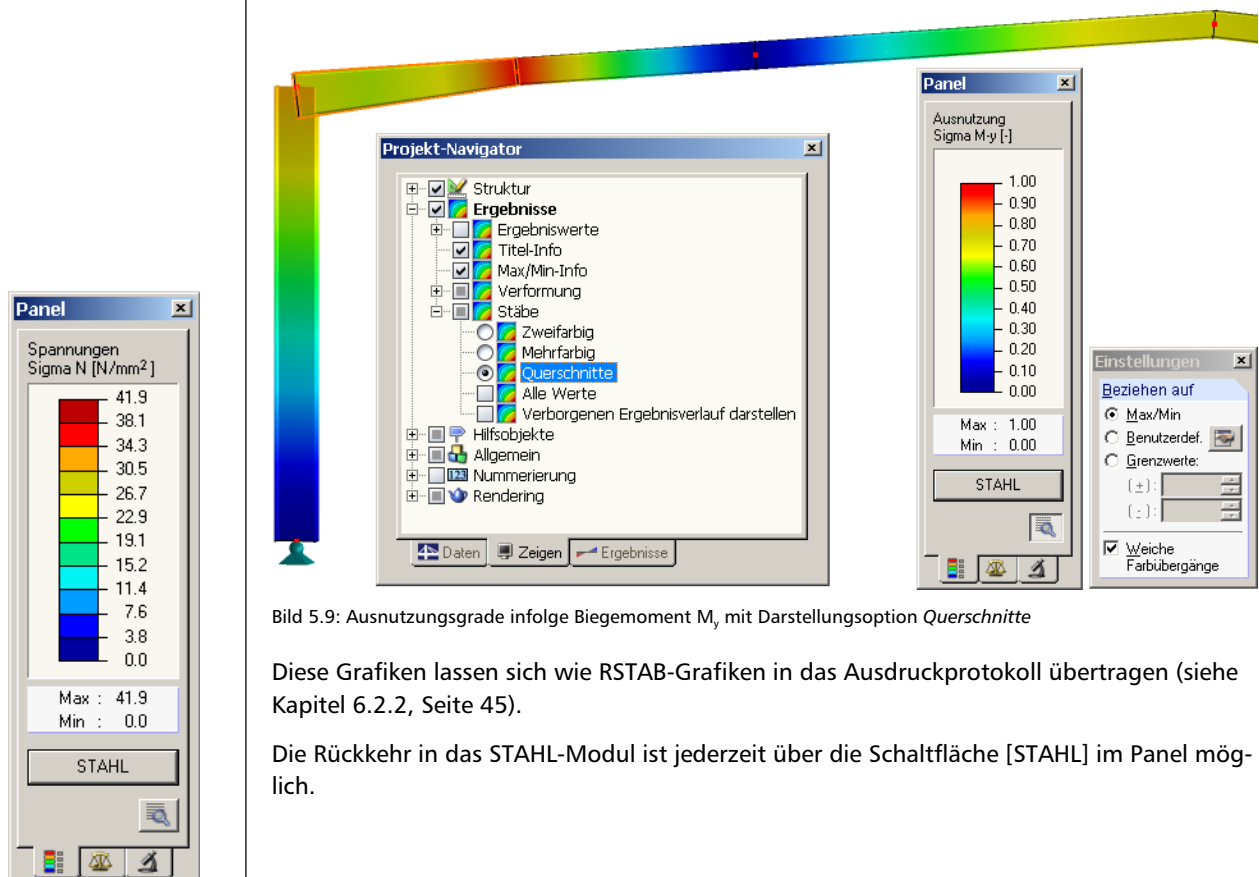 Panel
Spannungen
Sigma N [N/mm²]
41.9
38.1
34.3
30.5
26.7
22.9
19.1
15.2
11.4
7.6
3.8
0.0
Max : 41.9
Min : 0.0
STAHL
Projekt-Navigator
Struktur
Ergebnisse
Ergebniswerte
Titel-Info
Max/Min-Info
Verformung
Stäbe
Zweifarbig
Mehrfarbig
Querschnitte
Alle Werte
Verborgenen Ergebnisverlauf darstellen
Hilfsobjekte
Allgemein
123 Nummerierung
Rendering
Daten Zeigen Ergebnisse
Panel
Ausnutzung
Sigma M-y [-]
1.00
0.90
0.80
0.70
0.60
0.50
0.40
0.30
0.20
0.10
0.00
Max : 1.00
Min : 0.00
STAHL
Einstellungen
Beziehen auf
Max/Min
Benutzerdef.
Grenzwerte:
(+):
(-):
Weiche
Farbübergänge
Bild 5.9: Ausnutzungsgrade infolge Biegemoment My mit Darstellungsoption Querschnitte
Diese Grafiken lassen sich wie RSTAB-Grafiken in das Ausdruckprotokoll übertragen (siehe
Kapitel 6.2.2, Seite 45).
Die Rückkehr in das STAHL-Modul ist jederzeit über die Schaltfläche [STAHL] im Panel mög-
lich.